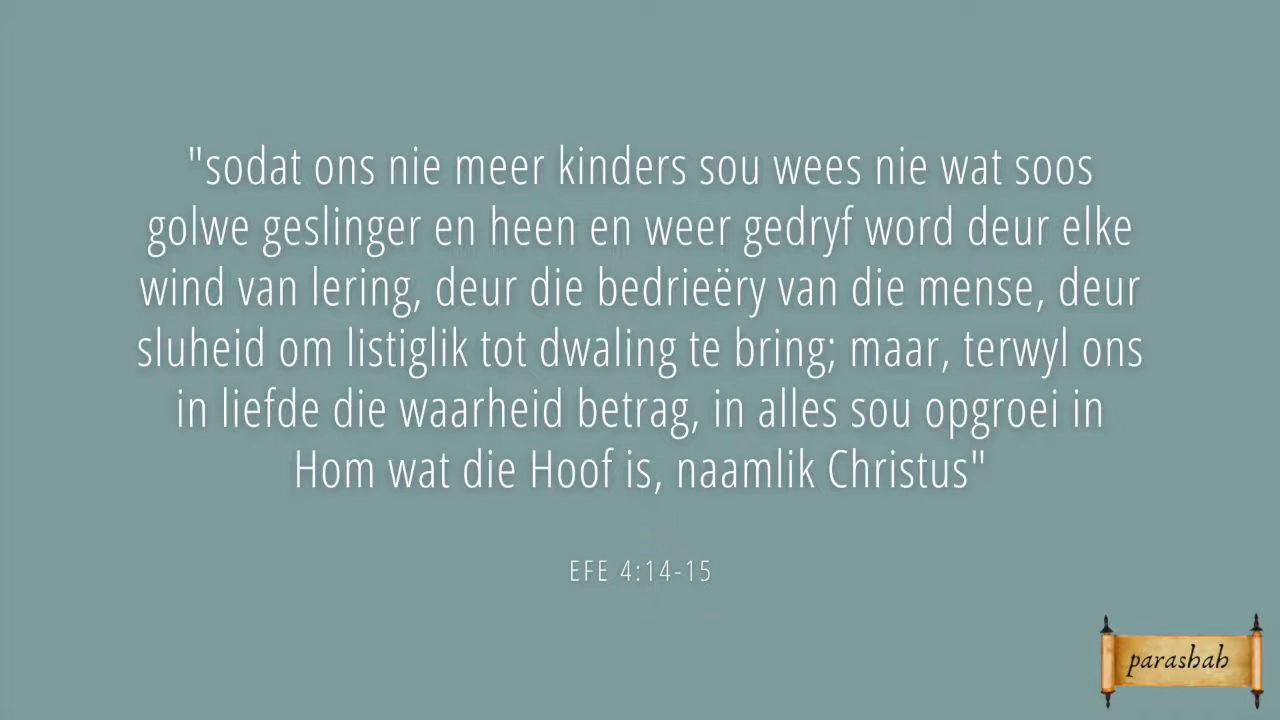 "sodat ons nie meer kinders sou wees nie wat soos
golwe geslinger en heen en weer gedryf word deur elke
wind van lering, deur die bedrieëry van die mense, deur
sluheid om listiglik tot dwaling te bring; maar, terwyl ons
in liefde die waarheid betrag, in alles sou opgroei in
Hom wat die Hoof is, naamlik Christus"
EFE 4:14-15
parashah